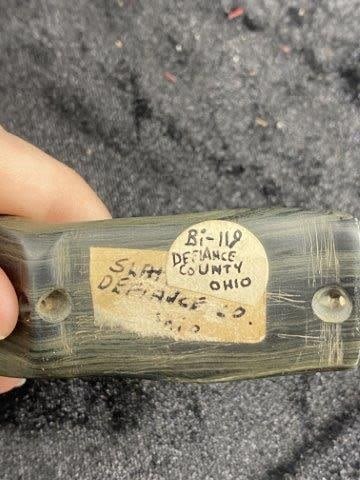 Bi-118
DEFIANCE
COUNTY
OHIO
DEFIANCE CO.